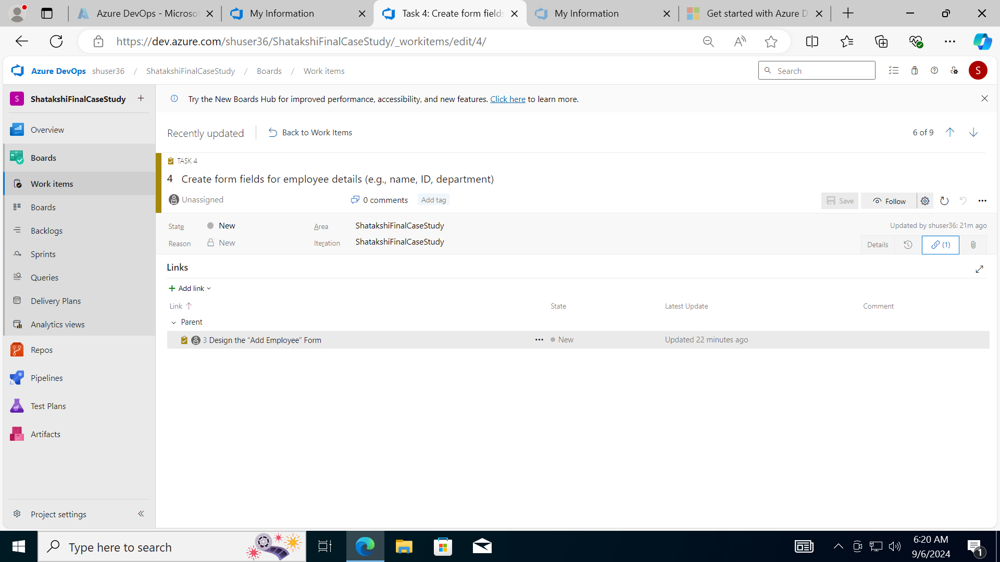 Azure DevOps - Microso
My Information
Task 4: Create form fields
My Information
Get started with Azure D
https://dev.azure.com/shuser36/ShatakshiFinalCaseStudy/_workitems/edit/4/
Azure DevOps shuser36 / ShatakshiFinalCaseStudy / Boards / Work items
Search
S
S ShatakshiFinalCaseStudy
Try the New Boards Hub for improved performance, accessibility, and new features. Click here to learn more.
Overview
Boards
Work items
Boards
Backlogs
Sprints
Queries
Delivery Plans
Analytics views
Repos
Pipelines
Test Plans
Artifacts
Project settings
Recently updated
Back to Work Items
6 of 9
TASK 4
4 Create form fields for employee details (e.g., name, ID, department)
Unassigned
0 comments
Add tag
Save
Follow
State New
Area ShatakshiFinalCaseStudy
Updated by shuser36: 21m ago
Reason New
Iteration ShatakshiFinalCaseStudy
Details
(1)
Links
Add link
Link State Latest Update Comment
Parent
3 Design the “Add Employee” Form
New
Updated 22 minutes ago
Type here to search
6:20 AM
9/6/2024
1